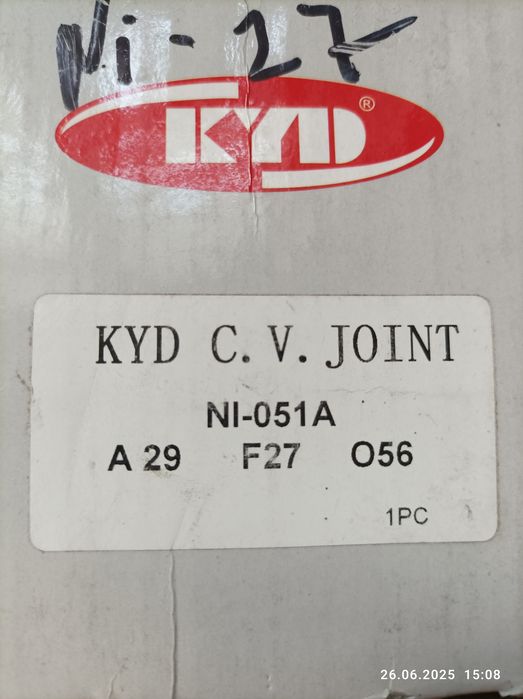 Ni-27
KYD®
KYD C.V.JOINT
NI-051A
A 29 F27 O56
1PC
26.06.2025 15:08